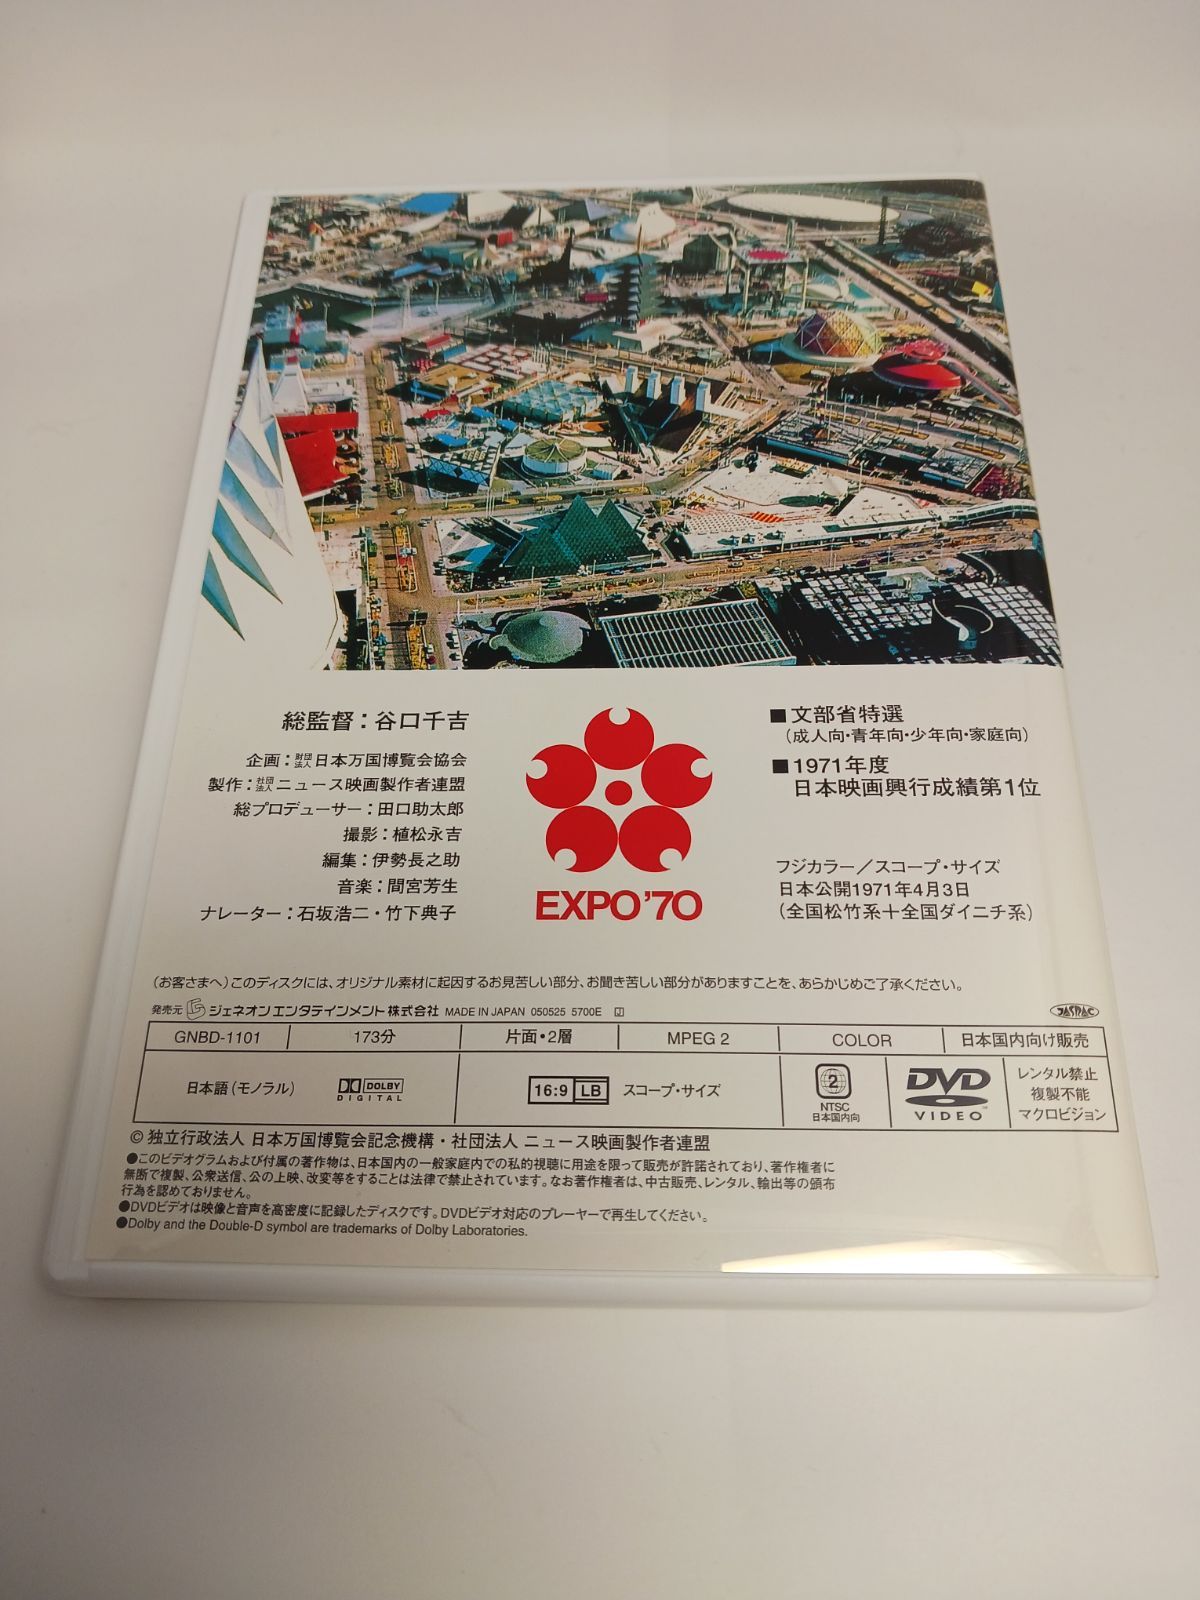 総監督：谷口千吉
企画：財団法人日本万国博覧会協会
製作：社団法人ニュース映画製作者連盟
総プロデューサー：田口助太郎
撮影：植松永吉
編集：伊勢長之助
音楽：間宮芳生
ナレーター：石坂浩二・竹下典子
EXPO'70
■文部省特選
（成人向・青年向・少年向・家庭向）
■1971年度
日本映画興行成績第1位
フジカラー／スコープ・サイズ
日本公開1971年4月3日
（全国松竹系＋全国ダイニチ系）
（お客さまへ）このディスクには、オリジナル素材に起因するお見苦しい部分、お聞き苦しい部分がありますことを、あらかじめご了承ください。
発売元 ジェネオン エンタテインメント株式会社 MADE IN JAPAN 050525 5700E J
JASRAC
GNBD-1101 173分 片面・2層 MPEG 2 COLOR 日本国内向け販売
日本語（モノラル） DOLBY DIGITAL 16:9 LB スコープ・サイズ 2 NTSC 日本国内向 DVD VIDEO レンタル禁止
複製不能
マクロビジョン
© 独立行政法人 日本万国博覧会記念機構・社団法人 ニュース映画製作者連盟
●このビデオグラムおよび付属の著作物は、日本国内の一般家庭内での私的視聴に用途を限って販売が許諾されており、著作権者に
無断で複製、公衆送信、公の上映、改変等をすることは法律で禁止されています。なお著作権者は、中古販売、レンタル、輸出等の頒布
行為を認めておりません。
●DVDビデオは映像と音声を高密度に記録したディスクです。DVDビデオ対応のプレーヤーで再生してください。
●Dolby and the Double-D symbol are trademarks of Dolby Laboratories.